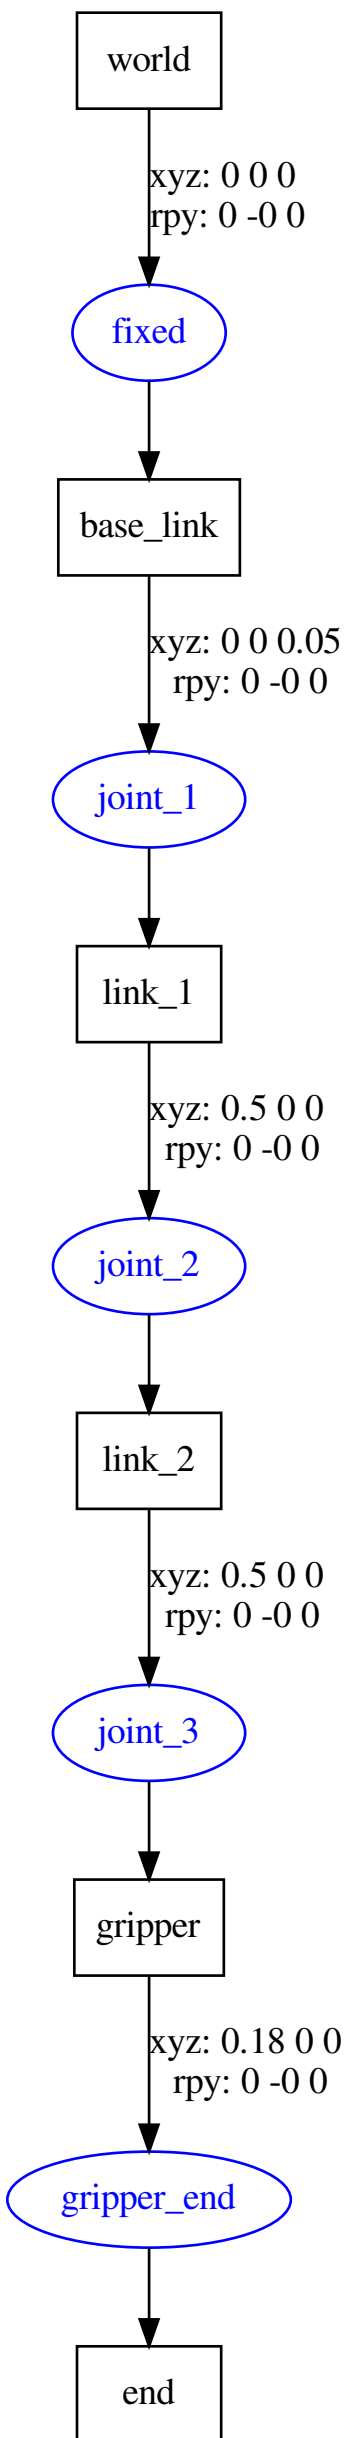 world
xyz: 0 0 0
rpy: 0 -0 0
fixed
base_link
xyz: 0 0 0.05
rpy: 0 -0 0
joint_1
link_1
xyz: 0.5 0 0
rpy: 0 -0 0
joint_2
link_2
xyz: 0.5 0 0
rpy: 0 -0 0
joint_3
gripper
xyz: 0.18 0 0
rpy: 0 -0 0
gripper_end
end